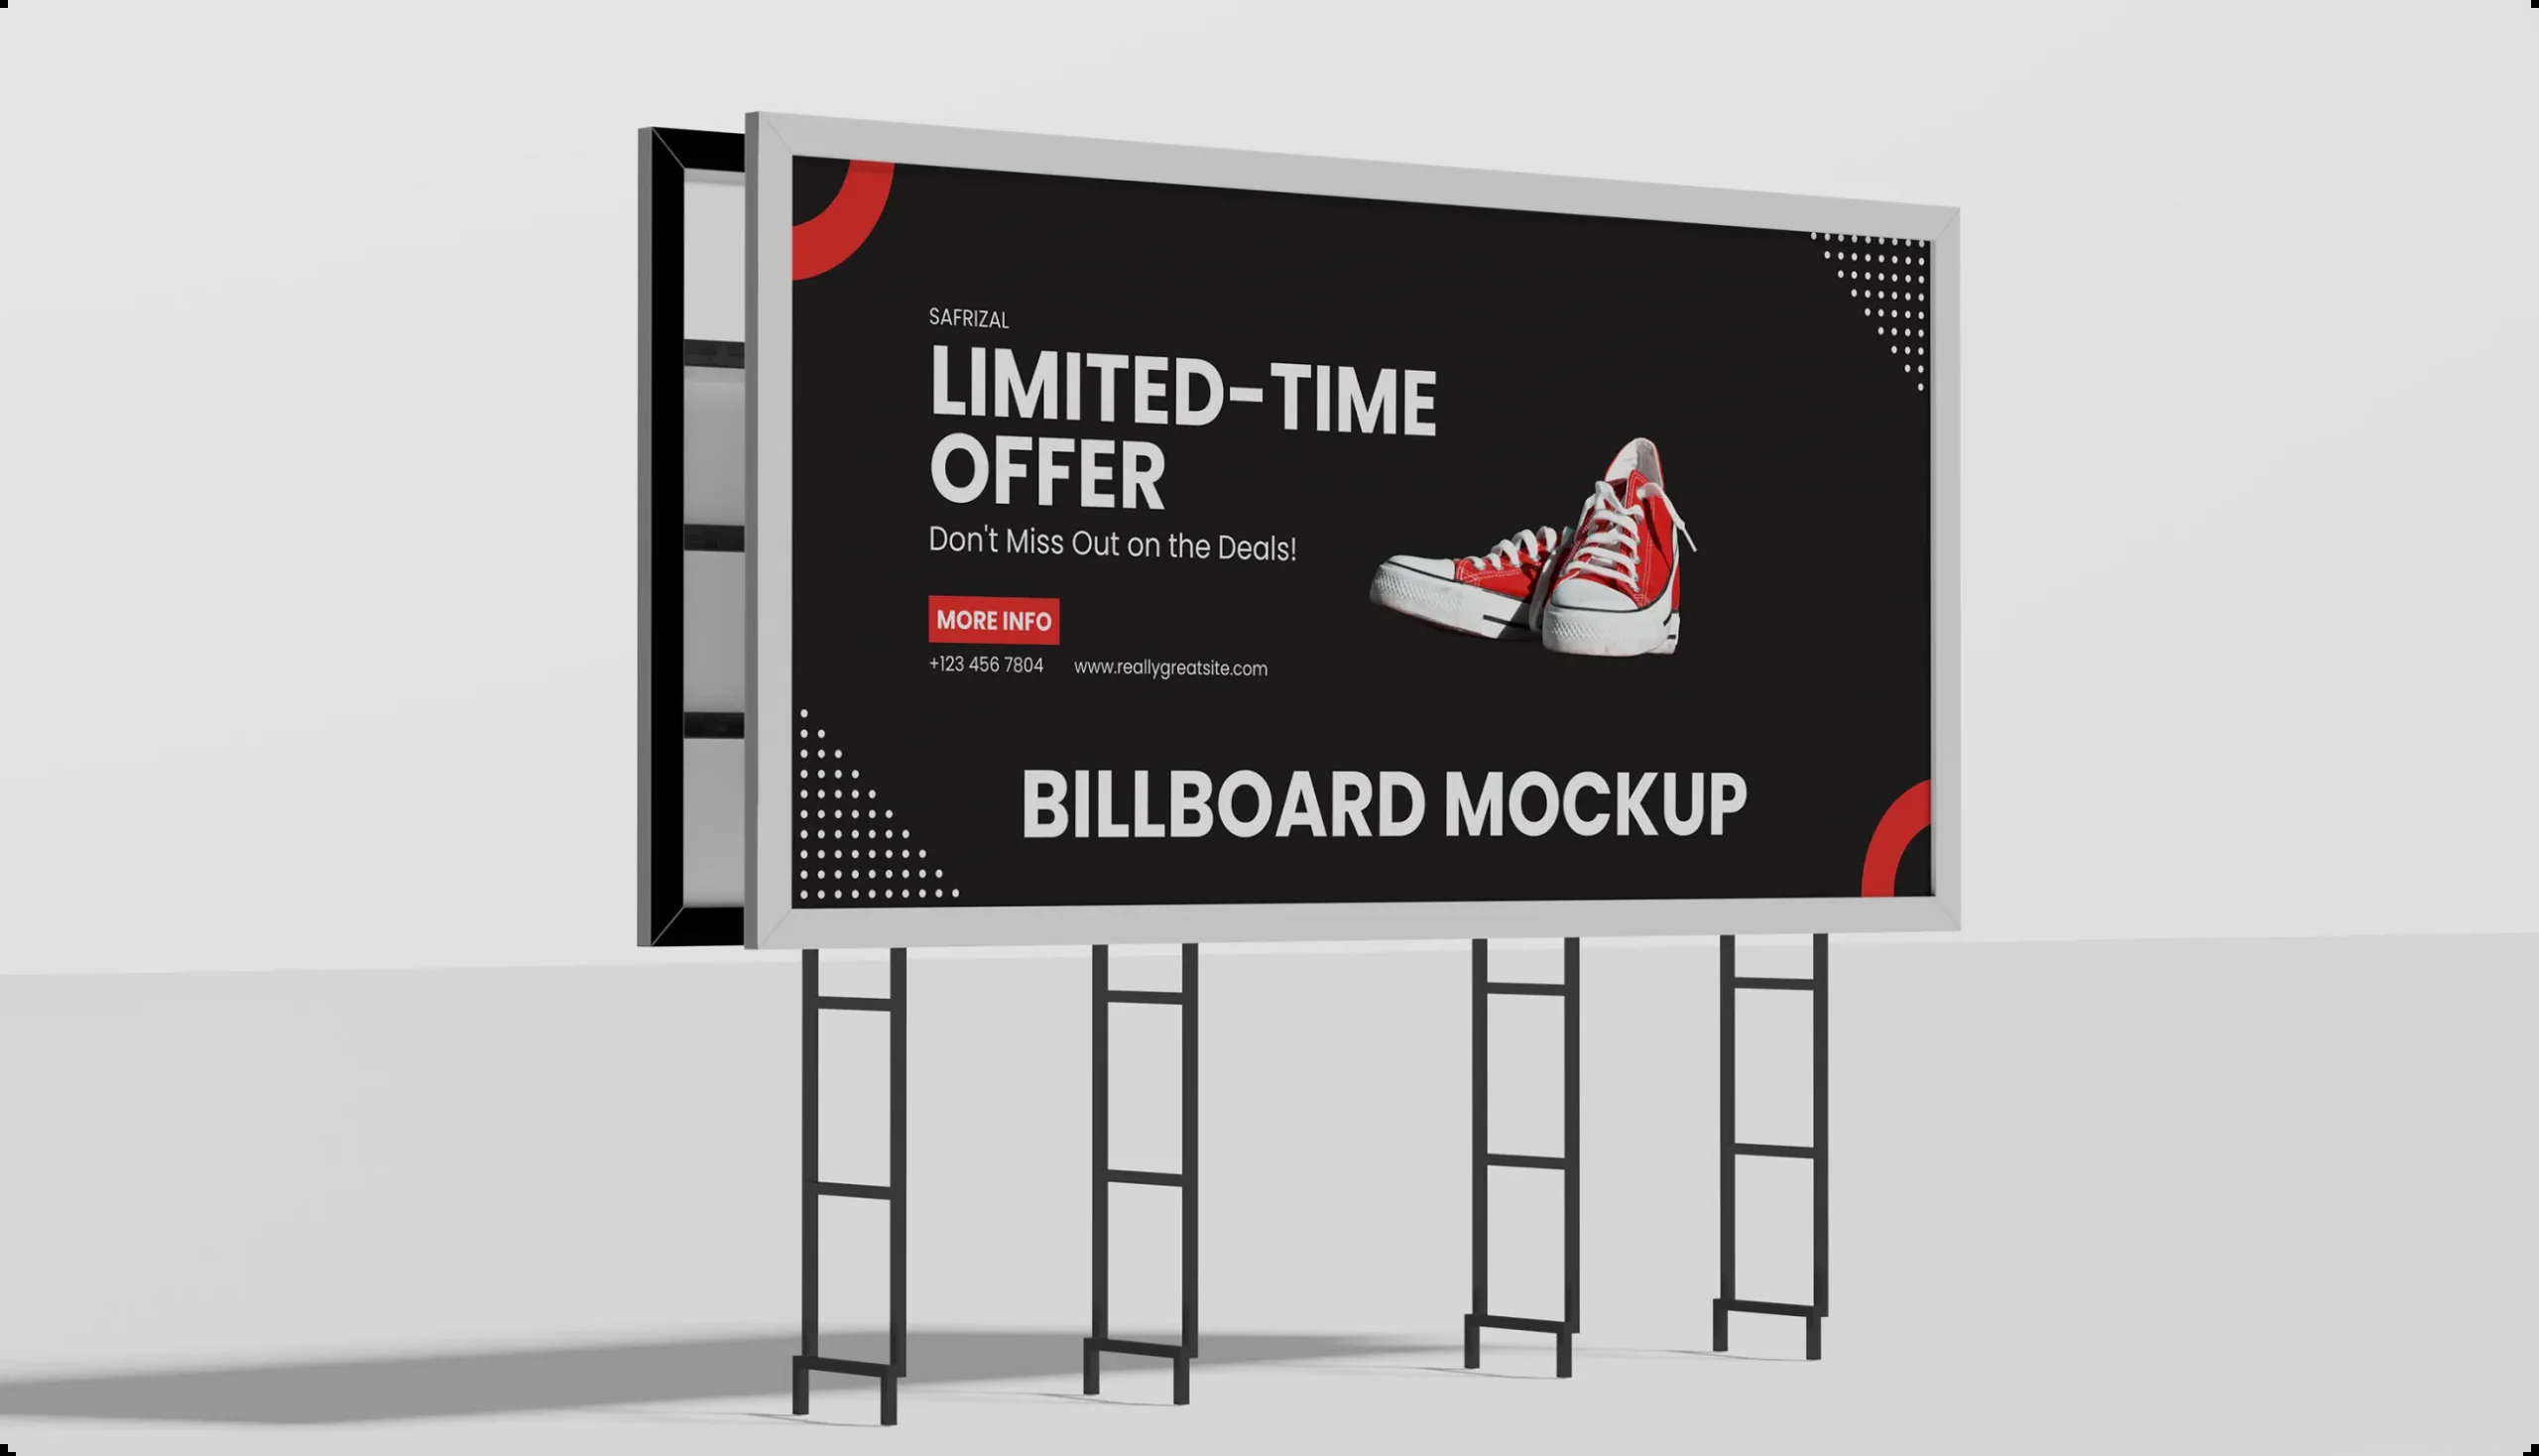 SAFRIZAL
LIMITED-TIME
OFFER
Don't Miss Out on the Deals!
MORE INFO
+123 456 7804 www.reallygreatsite.com
BILLBOARD MOCKUP